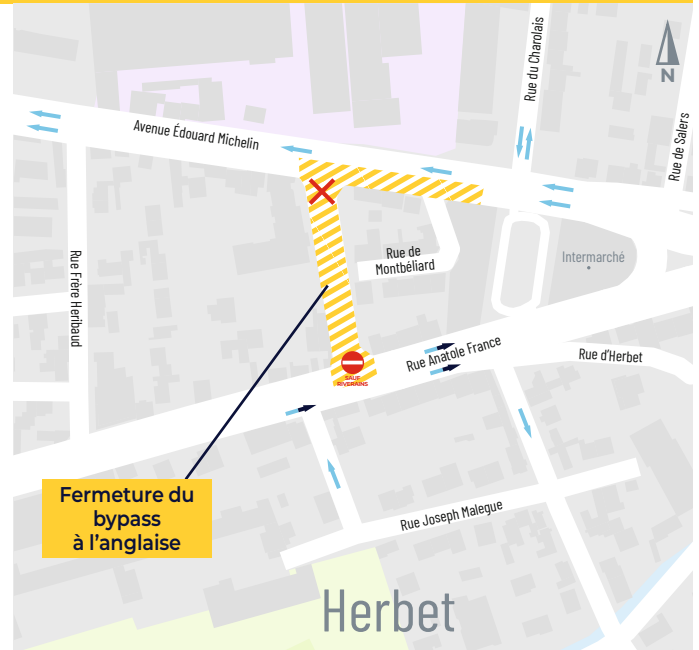 Rue du Charolais
N
Rue de Salers
Avenue Édouard Michelin
Rue Frère Heribaud
Rue de
Montbéliard
Intermarché
Rue Anatole France
Rue d'Herbet
SAUF
RIVERAINS
Fermeture du
bypass
à l'anglaise
Rue Joseph Malegue
Herbet